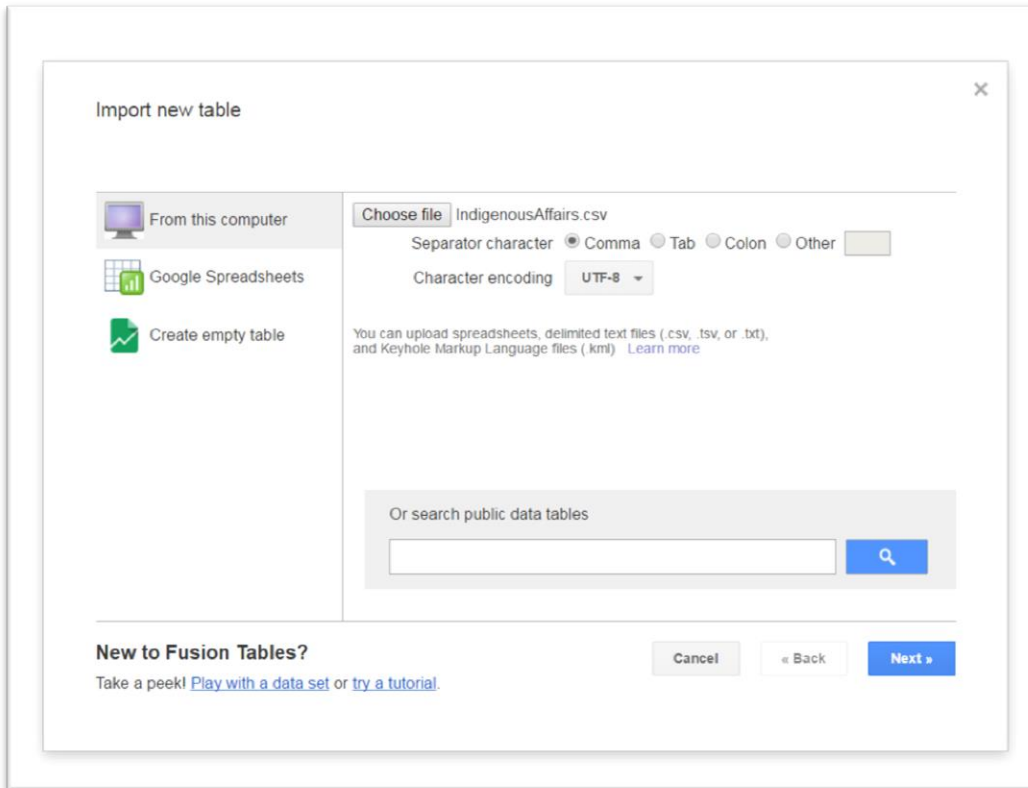 Import new table
From this computer
Google Spreadsheets
Create empty table
Choose file IndigenousAffairs.csv
Separator character Comma Tab Colon Other
Character encoding UTF-8
You can upload spreadsheets, delimited text files (.csv, .tsv, or .txt),
and Keyhole Markup Language files (.kml) Learn more
Or search public data tables
New to Fusion Tables?
Take a peek! Play with a data set or try a tutorial.
Cancel
« Back
Next »